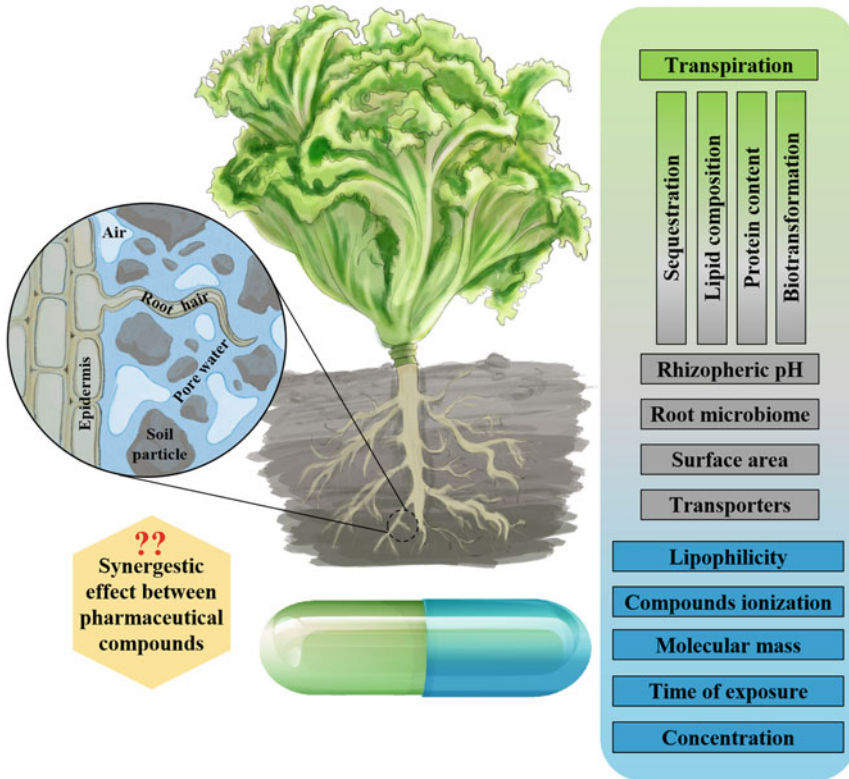 Air
Root hair
Pore water
Epidermis
Soil
particle
??
Synergestic
effect between
pharmaceutical
compounds
Transpiration
Sequestration
Lipid composition
Protein content
Biotransformation
Rhizopheric pH
Root microbiome
Surface area
Transporters
Lipophilicity
Compounds ionization
Molecular mass
Time of exposure
Concentration